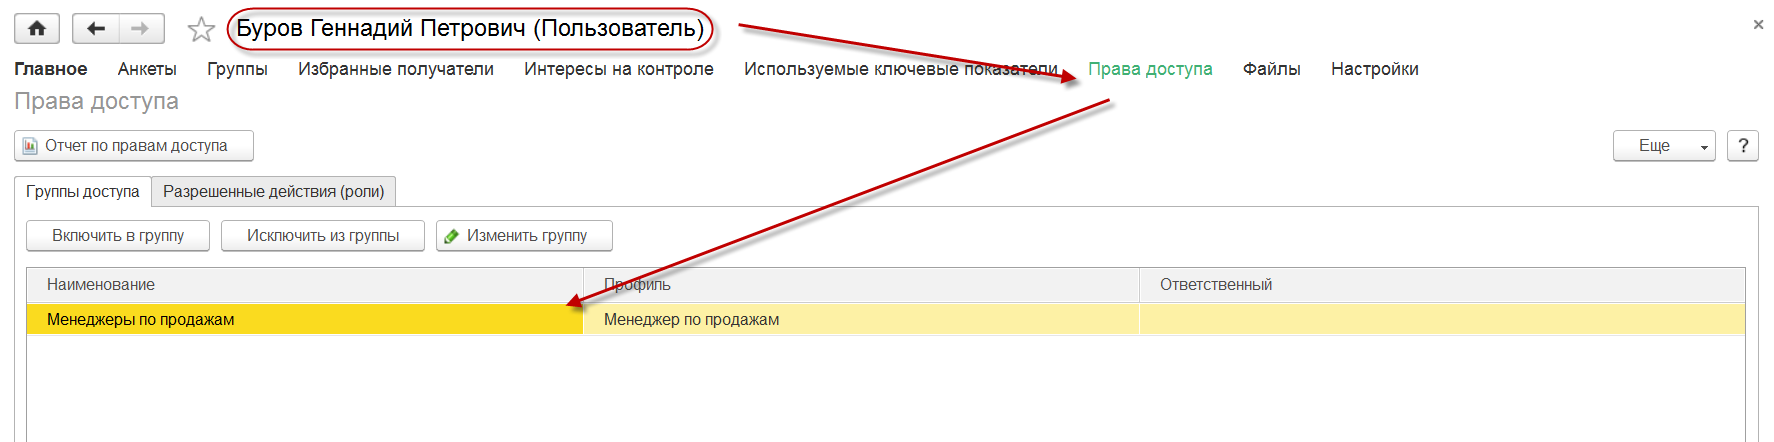 Буров Геннадий Петрович (Пользователь)
Главное Анкеты Группы Избранные получатели Интересы на контроле Используемые ключевые показатели Права доступа Файлы Настройки
Права доступа
Отчет по правам доступа Еще ?
Группы доступа Разрешенные действия (роли)
Включить в группу Исключить из группы Изменить группу
Наименование Профиль Ответственный
Менеджеры по продажам Менеджер по продажам